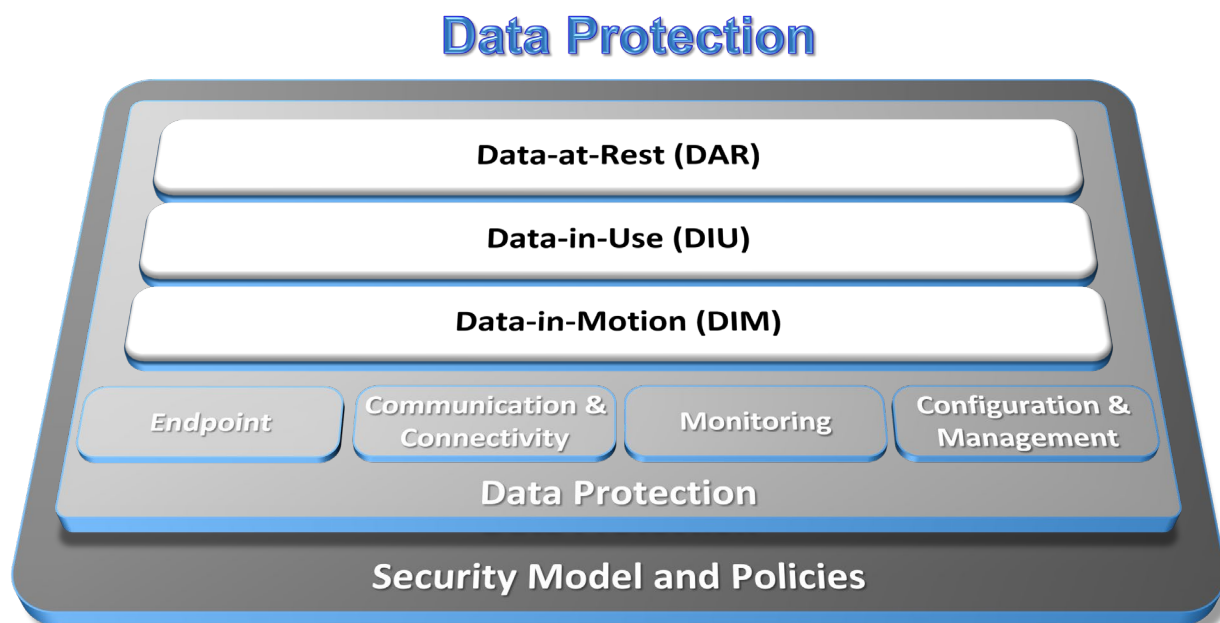 Data Protection
Data-at-Rest (DAR)
Data-in-Use (DIU)
Data-in-Motion (DIM)
Endpoint
Communication &
Connectivity
Monitoring
Configuration &
Management
Data Protection
Security Model and Policies